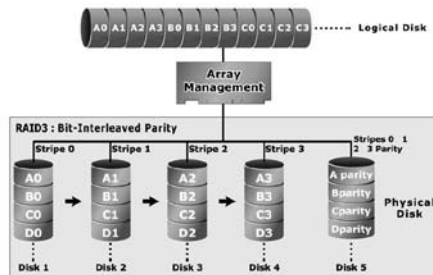 A0 A1 A2 A3 B0 B1 B2 B3 C0 C1 C2 C3 Logical Disk
Array
Management
RAID3 : Bit-Interleaved Parity
Stripes 0 1
2 3 Parity
Stripe 0 Stripe 1 Stripe 2 Stripe 3
A0 A1 A2 A3 A parity
B0 B1 B2 B3 Bparity
C0 C1 C2 C3 Cparity
D0 D1 D2 D3 Dparity
Physical
Disk
Disk 1 Disk 2 Disk 3 Disk 4 Disk 5